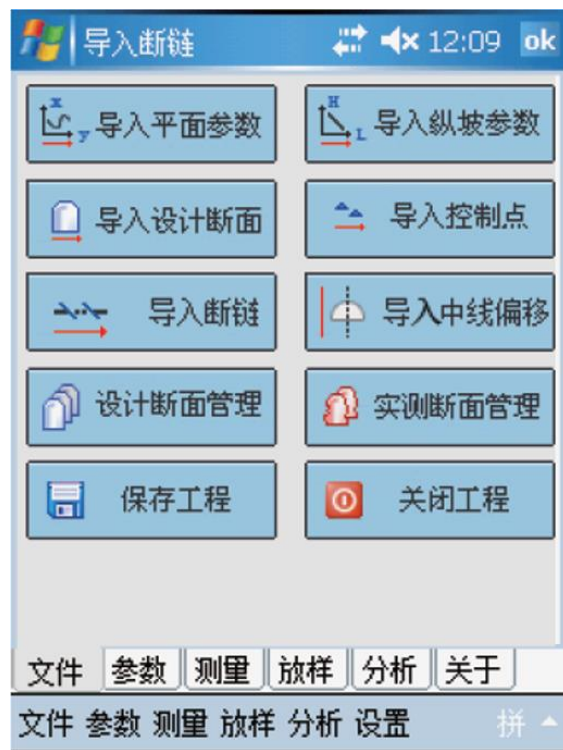 导入断链 12:09 ok
x y 导入平面参数 H L 导入纵坡参数
导入设计断面 导入控制点
导入断链 导入中线偏移
设计断面管理 实测断面管理
保存工程 关闭工程
文件 参数 测量 放样 分析 关于
文件 参数 测量 放样 分析 设置 拼